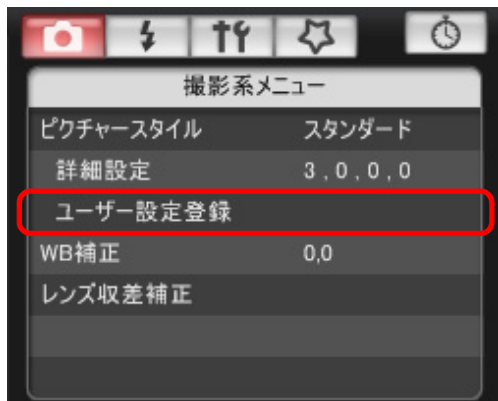 撮影系メニュー
ピクチャースタイル スタンダード
詳細設定 3 , 0 , 0 , 0
ユーザー設定登録
WB補正 0,0
レンズ収差補正